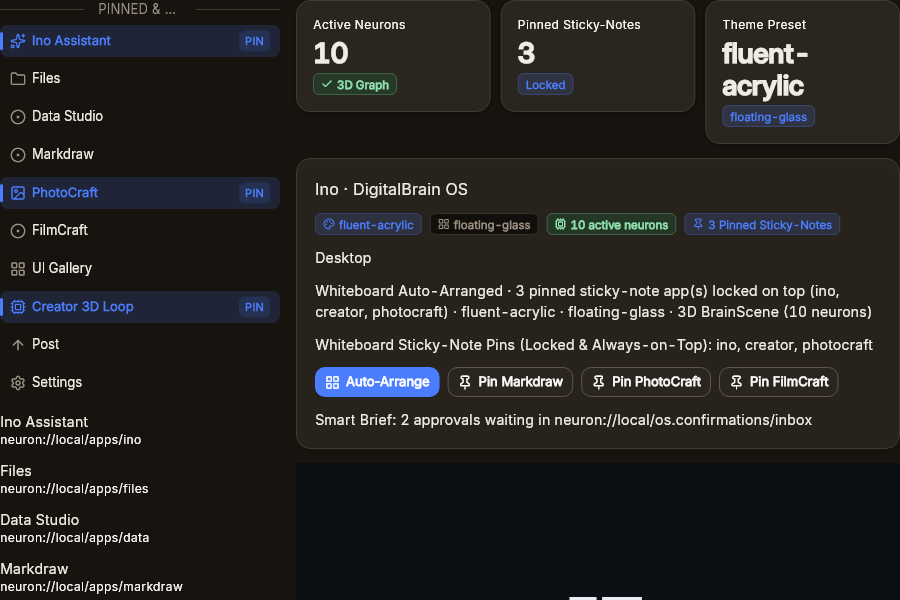 PINNED & ...
Ino Assistant PIN
Files
Data Studio
Markdraw
PhotoCraft PIN
FilmCraft
UI Gallery
Creator 3D Loop PIN
Post
Settings
Ino Assistant
neuron://local/apps/ino
Files
neuron://local/apps/files
Data Studio
neuron://local/apps/data
Markdraw
neuron://local/apps/markdraw
Active Neurons
10
3D Graph
Pinned Sticky-Notes
3
Locked
Theme Preset
fluent-
acrylic
floating-glass
Ino · DigitalBrain OS
fluent-acrylic floating-glass 10 active neurons 3 Pinned Sticky-Notes
Desktop
Whiteboard Auto-Arranged · 3 pinned sticky-note app(s) locked on top (ino,
creator, photocraft) · fluent-acrylic · floating-glass · 3D BrainScene (10 neurons)
Whiteboard Sticky-Note Pins (Locked & Always-on-Top): ino, creator, photocraft
Auto-Arrange Pin Markdraw Pin PhotoCraft Pin FilmCraft
Smart Brief: 2 approvals waiting in neuron://local/os.confirmations/inbox